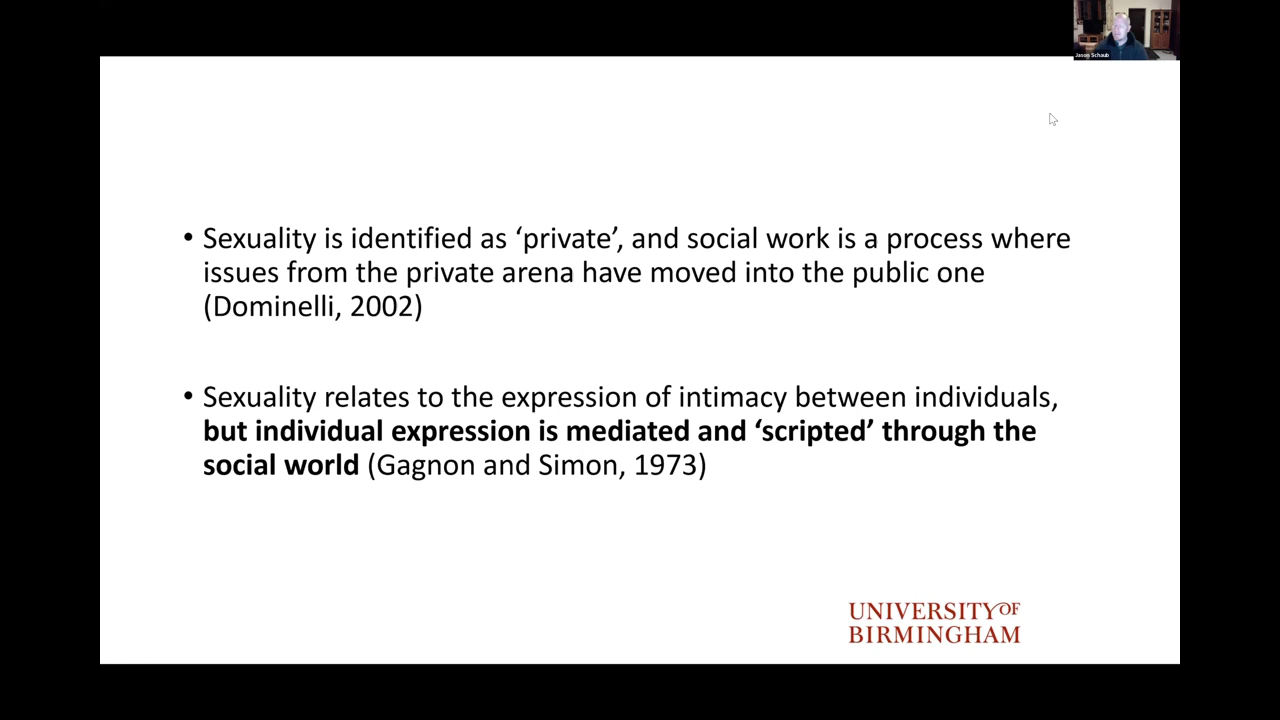 Jason Schaub
• Sexuality is identified as ‘private’, and social work is a process where
issues from the private arena have moved into the public one
(Dominelli, 2002)
• Sexuality relates to the expression of intimacy between individuals,
but individual expression is mediated and ‘scripted’ through the
social world (Gagnon and Simon, 1973)
UNIVERSITY OF
BIRMINGHAM